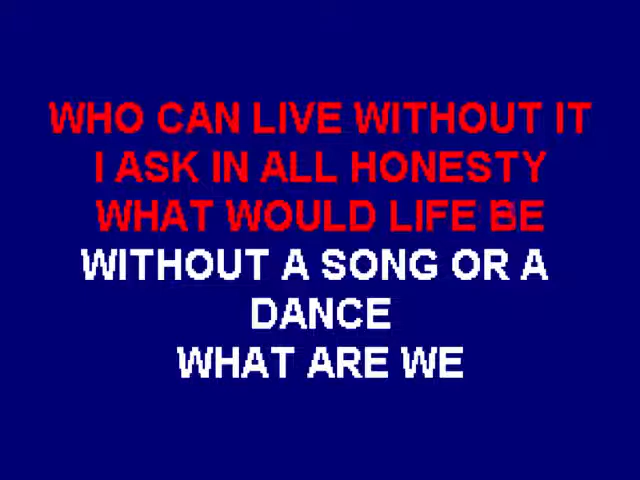 WHO CAN LIVE WITHOUT IT
I ASK IN ALL HONESTY
WHAT WOULD LIFE BE
WITHOUT A SONG OR A
DANCE
WHAT ARE WE